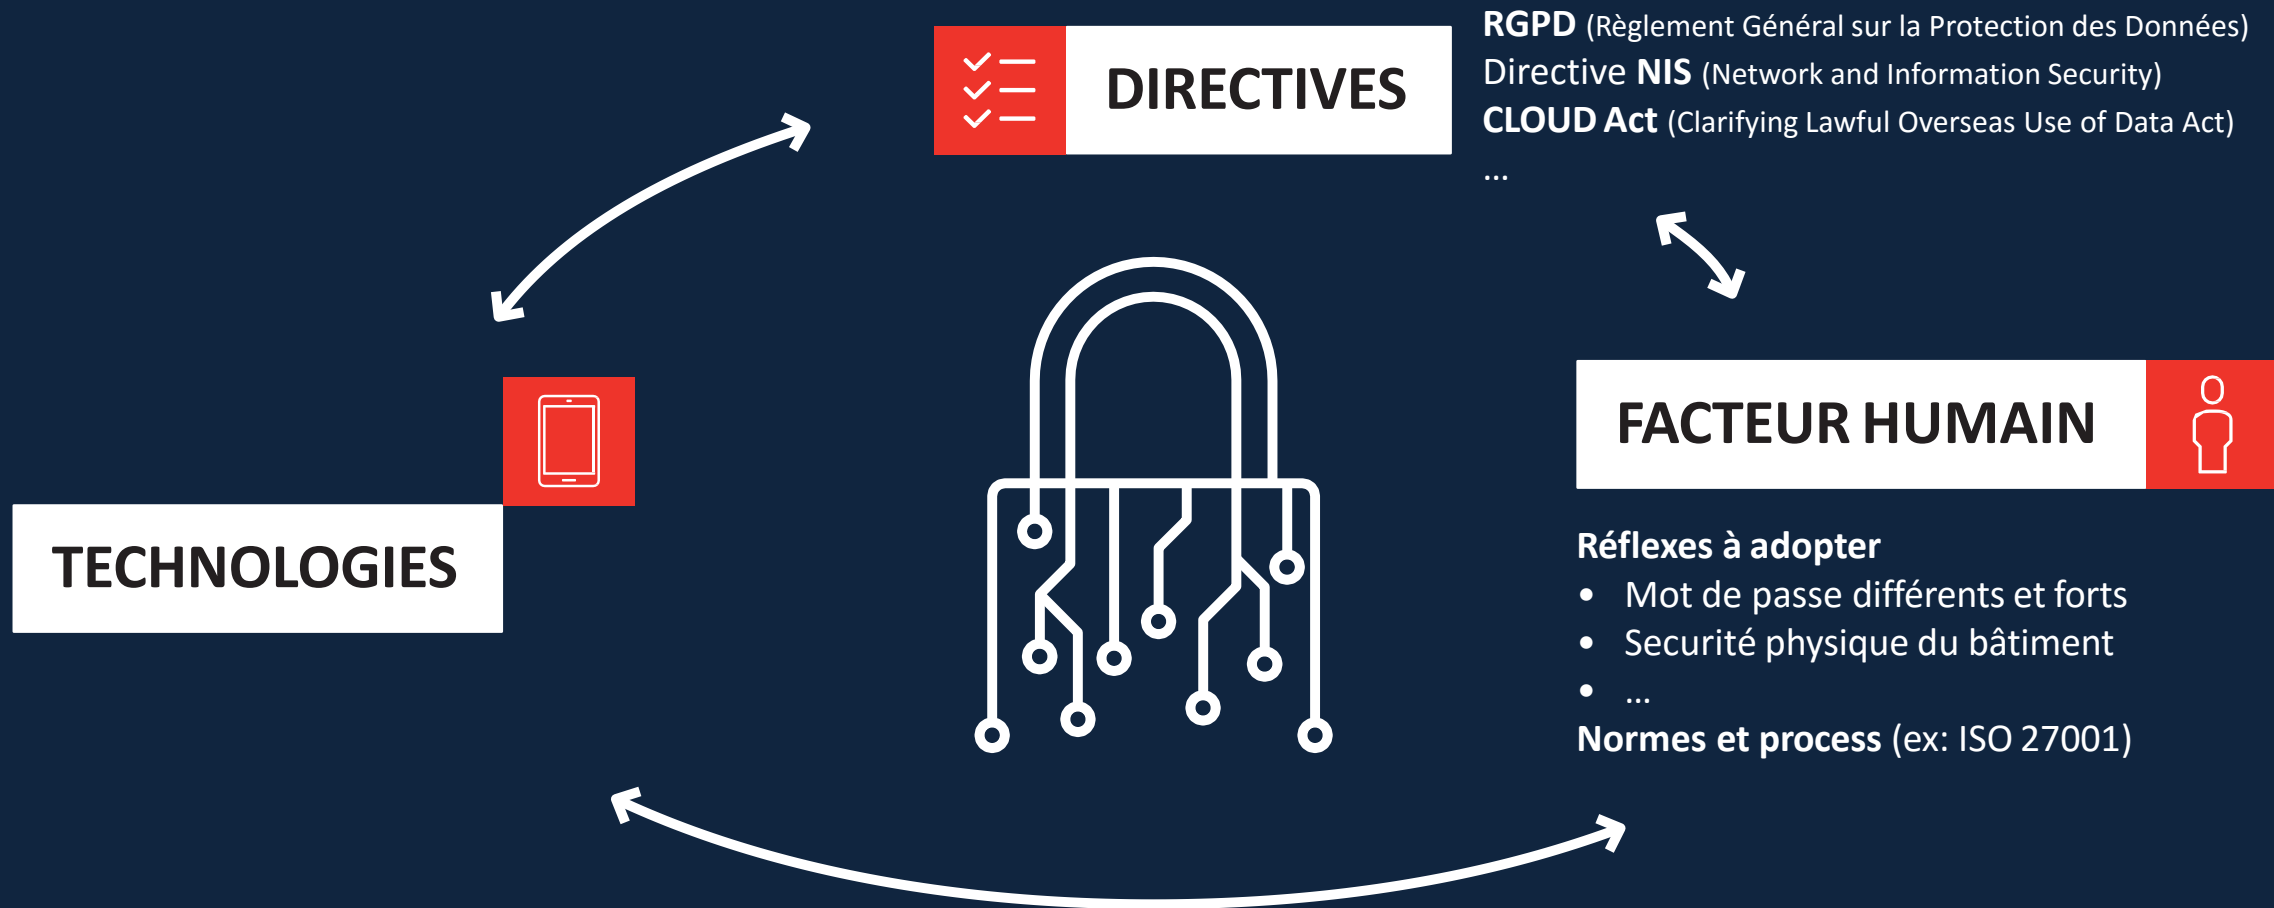 DIRECTIVES
RGPD (Règlement Général sur la Protection des Données)
Directive NIS (Network and Information Security)
CLOUD Act (Clarifying Lawful Overseas Use of Data Act)
...
TECHNOLOGIES
FACTEUR HUMAIN
Réflexes à adopter
• Mot de passe différents et forts
• Securité physique du bâtiment
• ...
Normes et process (ex: ISO 27001)